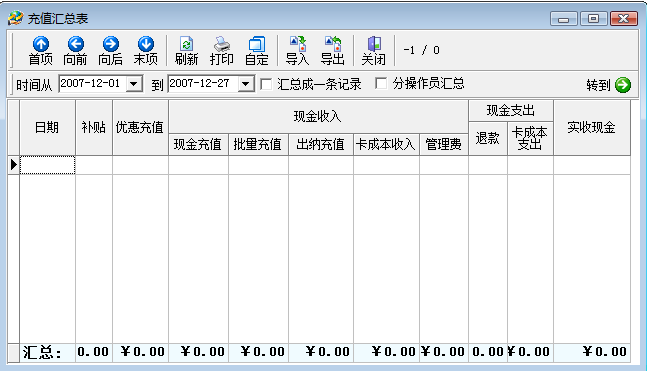 充值汇总表
首项 向前 向后 末项 刷新 打印 自定 导入 导出 关闭 -1 / 0
时间从 2007-12-01 到 2007-12-27 汇总成一条记录 分操作员汇总 转到
日期 补贴 优惠充值 现金收入 现金支出 实收现金
现金充值 批量充值 出纳充值 卡成本收入 管理费 退款 卡成本支出
汇总: 0.00 ¥0.00 ¥0.00 ¥0.00 ¥0.00 ¥0.00 ¥0.00 0.00 ¥0.00 ¥0.00